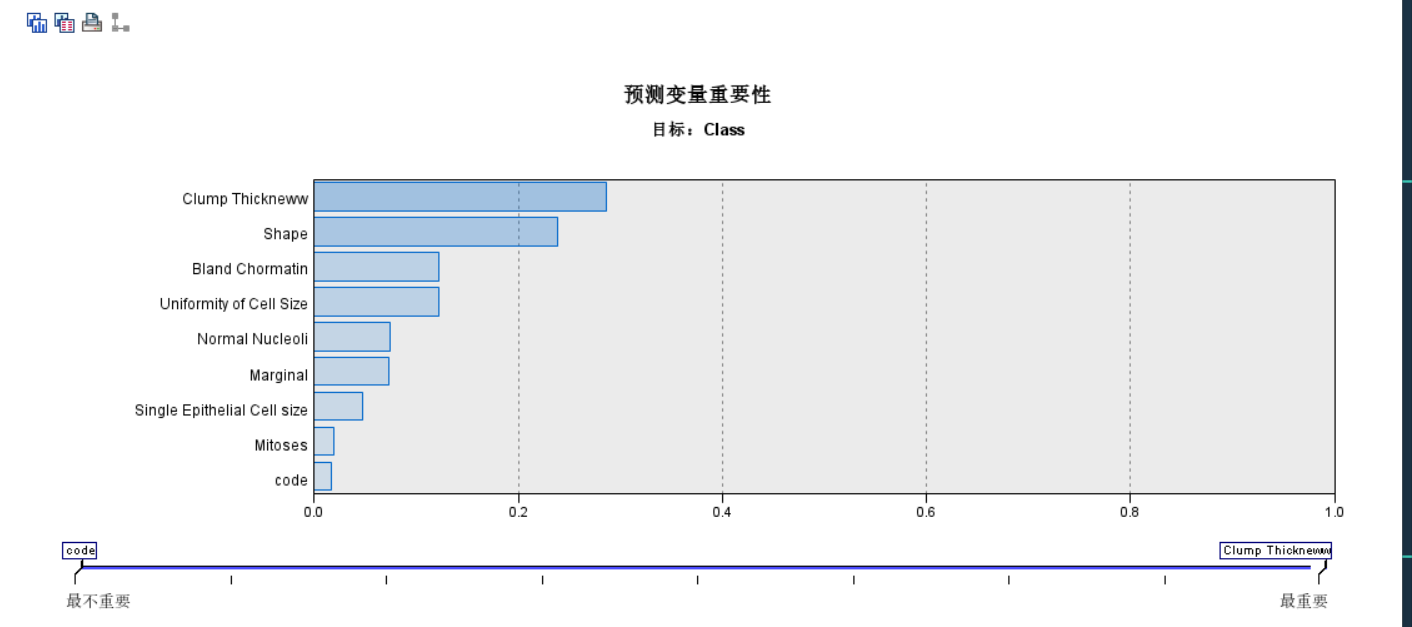 预测变量重要性
目标：Class
Clump Thickneww
Shape
Bland Chormatin
Uniformity of Cell Size
Normal Nucleoli
Marginal
Single Epithelial Cell size
Mitoses
code
0.0 0.2 0.4 0.6 0.8 1.0
code Clump Thickneww
最不重要 最重要